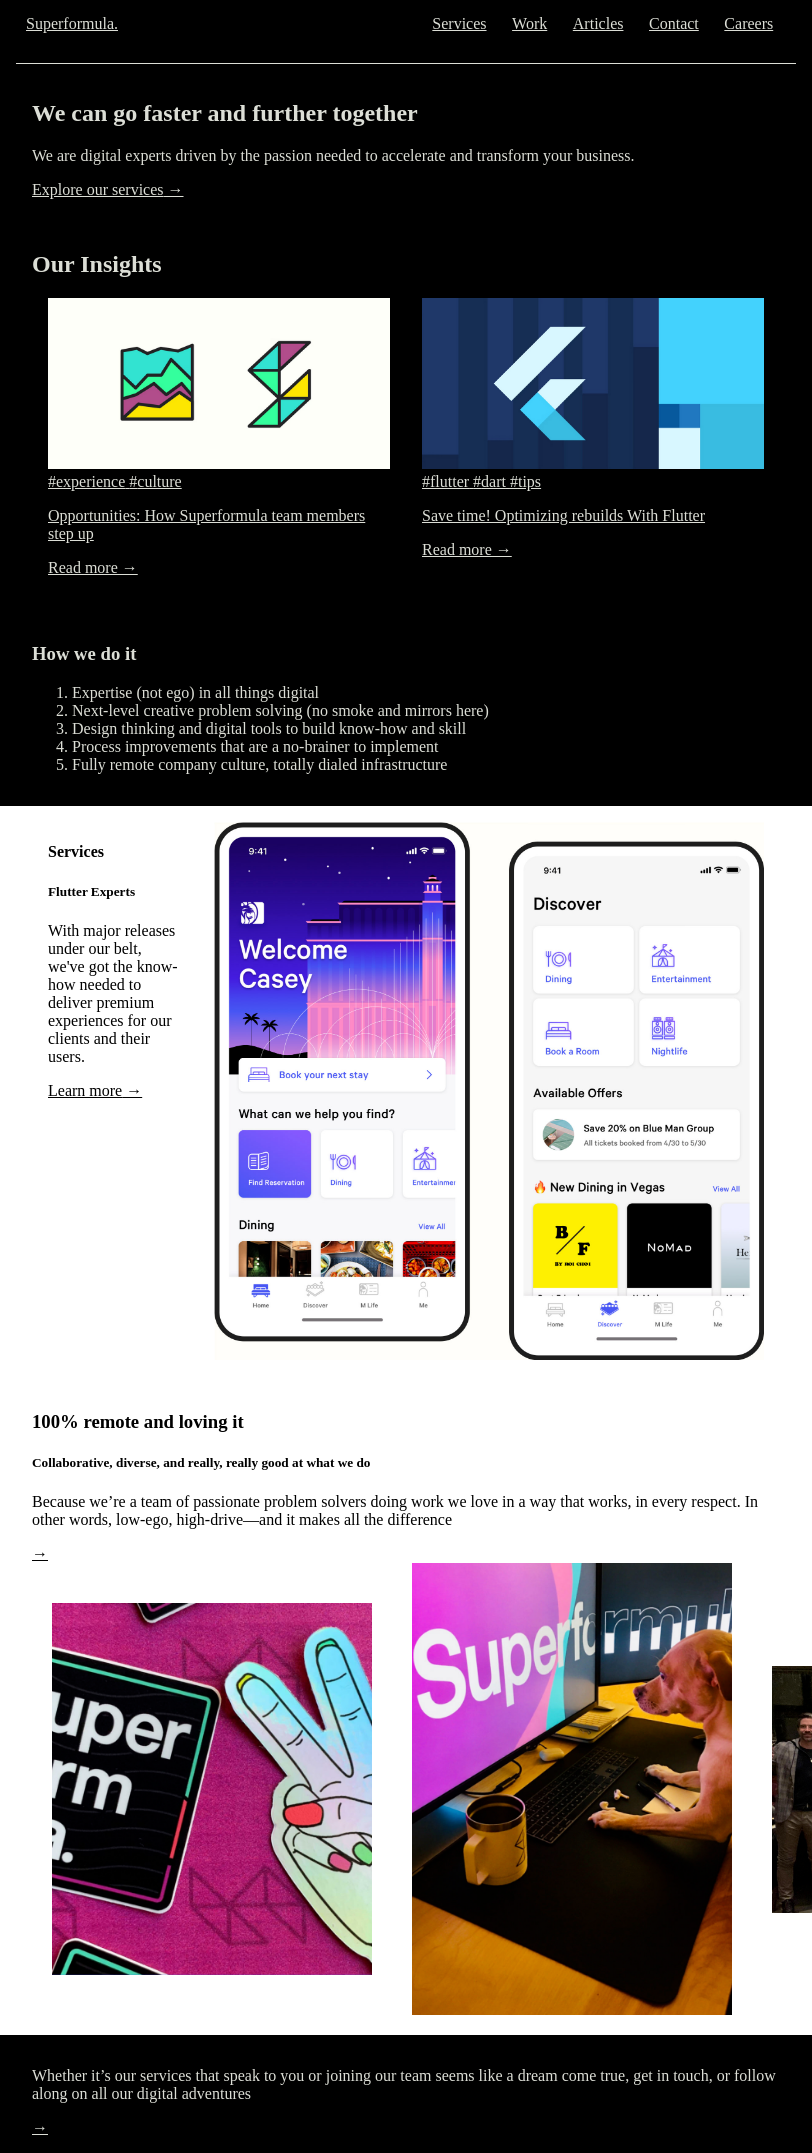 Superformula.
Services Work Articles Contact Careers
We can go faster and further together
We are digital experts driven by the passion needed to accelerate and transform your business.
Explore our services →
Our Insights
#experience #culture
Opportunities: How Superformula team members
step up
Read more →
#flutter #dart #tips
Save time! Optimizing rebuilds With Flutter
Read more →
How we do it
1. Expertise (not ego) in all things digital
2. Next-level creative problem solving (no smoke and mirrors here)
3. Design thinking and digital tools to build know-how and skill
4. Process improvements that are a no-brainer to implement
5. Fully remote company culture, totally dialed infrastructure
Services
Flutter Experts
With major releases
under our belt,
we've got the know-
how needed to
deliver premium
experiences for our
clients and their
users.
Learn more →
9:41
Welcome
Casey
Book your next stay
What can we help you find?
Find Reservation
Dining
Entertainmen
Dining
View All
Home
Discover
M Life
Me
9:41
Discover
Dining
Entertainment
Book a Room
Nightlife
Available Offers
Save 20% on Blue Man Group
All tickets booked from 4/30 to 5/30
New Dining in Vegas
View All
B/F
BY ROI CHOI
NOMAD
Home
Discover
M Life
Me
100% remote and loving it
Collaborative, diverse, and really, really good at what we do
Because we’re a team of passionate problem solvers doing work we love in a way that works, in every respect. In
other words, low-ego, high-drive—and it makes all the difference
→
super
rm
a.
Superfo
rmul
Whether it’s our services that speak to you or joining our team seems like a dream come true, get in touch, or follow
along on all our digital adventures
→